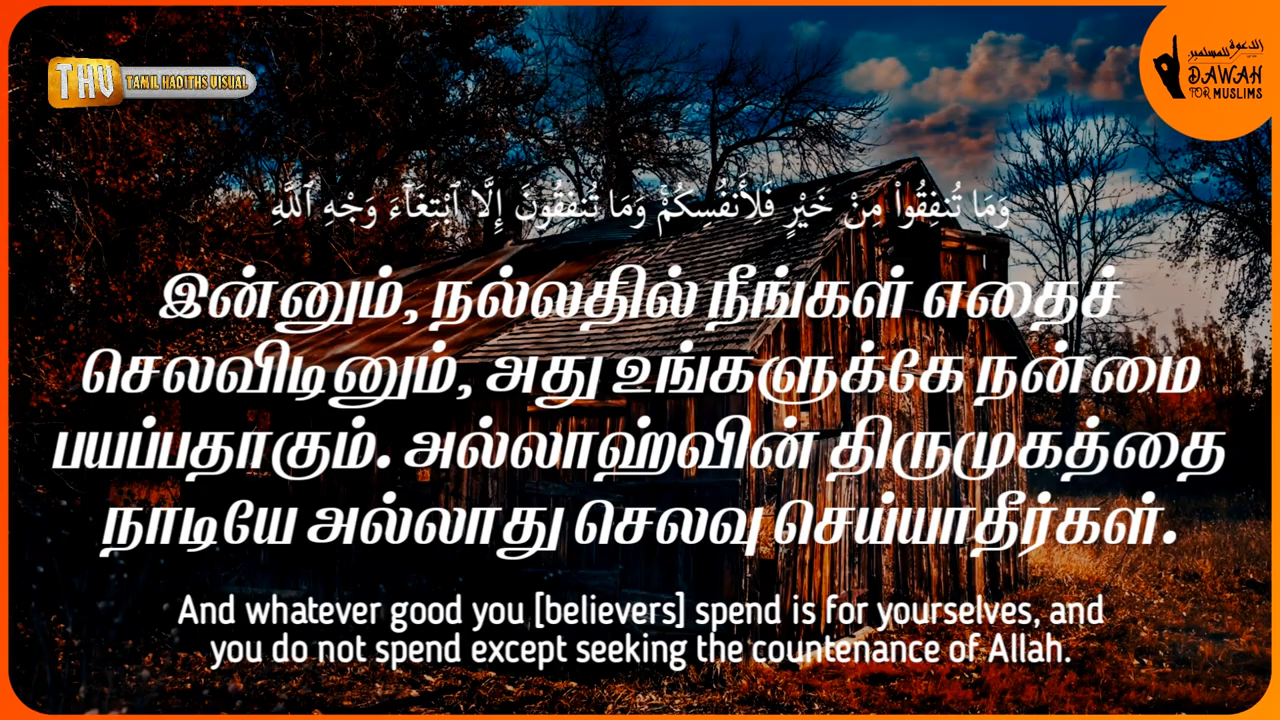 THV TAMIL HADITHS VISUAL
الدعوة للمسلمين
DAWAH
FOR MUSLIMS
وَمَا تُنفِقُوا۟ مِنْ خَيْرٍ فَلِأَنفُسِكُمْ ۚ وَمَا تُنفِقُونَ إِلَّا ٱبْتِغَآءَ وَجْهِ ٱللَّهِ
இன்னும், நல்லதில் நீங்கள் எதைச்
செலவிடினும், அது உங்களுக்கே நன்மை
பயப்பதாகும். அல்லாஹ்வின் திருமுகத்தை
நாடியே அல்லாது செலவு செய்யாதீர்கள்.
And whatever good you [believers] spend is for yourselves, and
you do not spend except seeking the countenance of Allah.